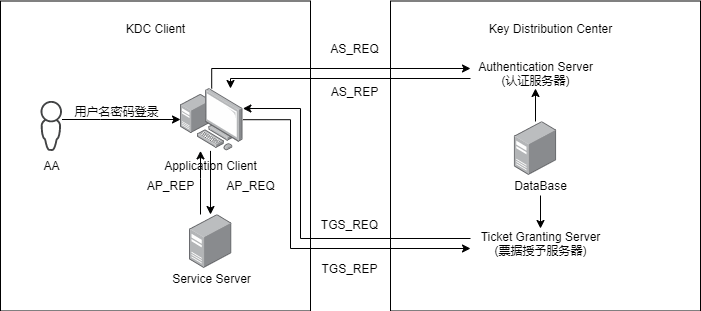 KDC Client
Key Distribution Center
AS_REQ
Authentication Server
(认证服务器)
AS_REP
用户名密码登录
AA
Application Client
AP_REP
AP_REQ
DataBase
TGS_REQ
Ticket Granting Server
(票据授予服务器)
TGS_REP
Service Server